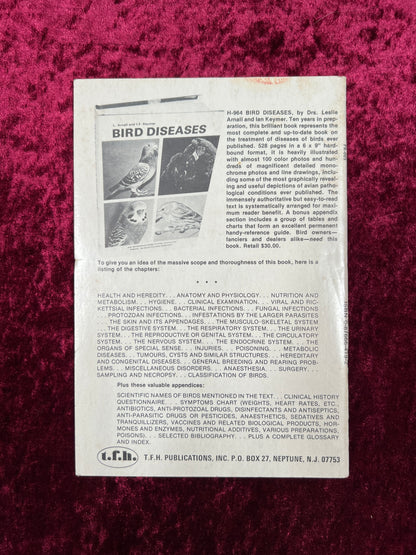 L. Arnall and I.F. Keymer
BIRD DISEASES
H-964 BIRD DISEASES, by Drs. Leslie
Arnall and Ian Keymer. Ten years in prep-
aration, this brilliant book represents the
most complete and up-to-date book on
the treatment of diseases of birds ever
published. 528 pages in a 6 x 9" hard-
bound format, it is heavily illustrated
with almost 100 color photos and hun-
dreds of magnificent detailed mono-
chrome photos and line drawings, includ-
ing some of the most graphically reveal-
ing and useful depictions of avian patho-
logical conditions ever published. The
immensely authoritative but easy-to-read
text is systematically arranged for maxi-
mum reader benefit. A bonus appendix
section includes a group of tables and
charts that form an excellent permanent
handy-reference guide. Bird owners—
fanciers and dealers alike—need this
book. Retail $30.00.
To give you an idea of the massive scope and thoroughness of this book, here is a
listing of the chapters:
• • •
HEALTH AND HEREDITY. . . ANATOMY AND PHYSIOLOGY. . . NUTRITION AND
METABOLISM. . . HYGIENE. . . CLINICAL EXAMINATION. . . VIRAL AND RIC-
KETTSIAL INFECTIONS. . . BACTERIAL INFECTIONS. . . FUNGAL INFECTIONS
. . . PROTOZOAN INFECTIONS. . . INFESTATIONS BY THE LARGER PARASITES
. . . THE SKIN AND ITS APPENDAGES. . . THE MUSCULO-SKELETAL SYSTEM
. . . THE DIGESTIVE SYSTEM. . . THE RESPIRATORY SYSTEM. . . THE URINARY
SYSTEM. . . THE REPRODUCTIVE OR GENITAL SYSTEM. . . THE CIRCULATORY
SYSTEM. . . THE NERVOUS SYSTEM. . . THE ENDOCRINE SYSTEM. . . THE
ORGANS OF SPECIAL SENSE. . . INJURIES. . . POISONING. . . METABOLIC
DISEASES. . . TUMOURS, CYSTS AND SIMILAR STRUCTURES. . . HEREDITARY
AND CONGENITAL DISEASES. . . GENERAL BREEDING AND REARING PROB-
LEMS. . . MISCELLANEOUS DISORDERS. . . ANAESTHESIA. . . SURGERY. . .
SAMPLING AND NECROPSY. . . CLASSIFICATION OF BIRDS.
Plus these valuable appendices:
SCIENTIFIC NAMES OF BIRDS MENTIONED IN THE TEXT. . . CLINICAL HISTORY
QUESTIONNAIRE. . . SYMPTOMS CHART (WEIGHTS, HEART RATES, ETC.,
ANTIBIOTICS, ANTI-PROTOZAL DRUGS, DISINFECTANTS AND ANTISEPTICS,
ANTI-PARASITIC DRUGS OR PESTICIDES, ANAESTHETICS, SEDATIVES AND
TRANQUILLIZERS, VACCINES AND RELATED BIOLOGICAL PRODUCTS, HOR-
MONES AND ENZYMES, NUTRITIONAL ADDITIVES, VARIOUS PREPARATIONS,
POISONS). . . SELECTED BIBLIOGRAPHY. . . PLUS A COMPLETE GLOSSARY
AND INDEX.
t.f.h.
T.F.H. PUBLICATIONS, INC. P.O. BOX 27, NEPTUNE, N.J. 07753